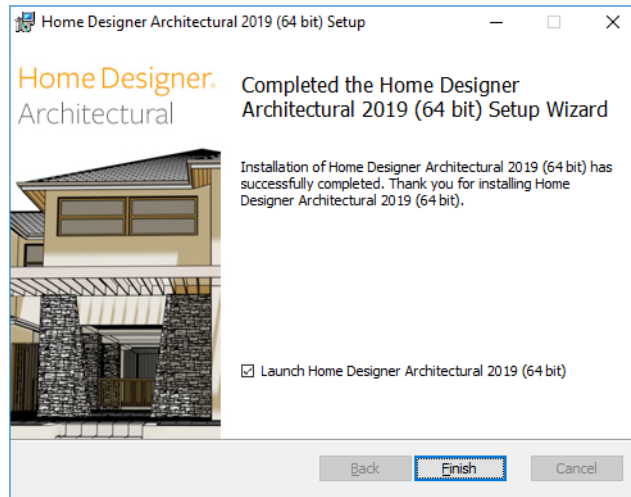 Home Designer Architectural 2019 (64 bit) Setup
Home Designer®
Architectural
Completed the Home Designer
Architectural 2019 (64 bit) Setup Wizard
Installation of Home Designer Architectural 2019 (64 bit) has
successfully completed. Thank you for installing Home
Designer Architectural 2019 (64 bit).
Launch Home Designer Architectural 2019 (64 bit)
Back
Finish
Cancel